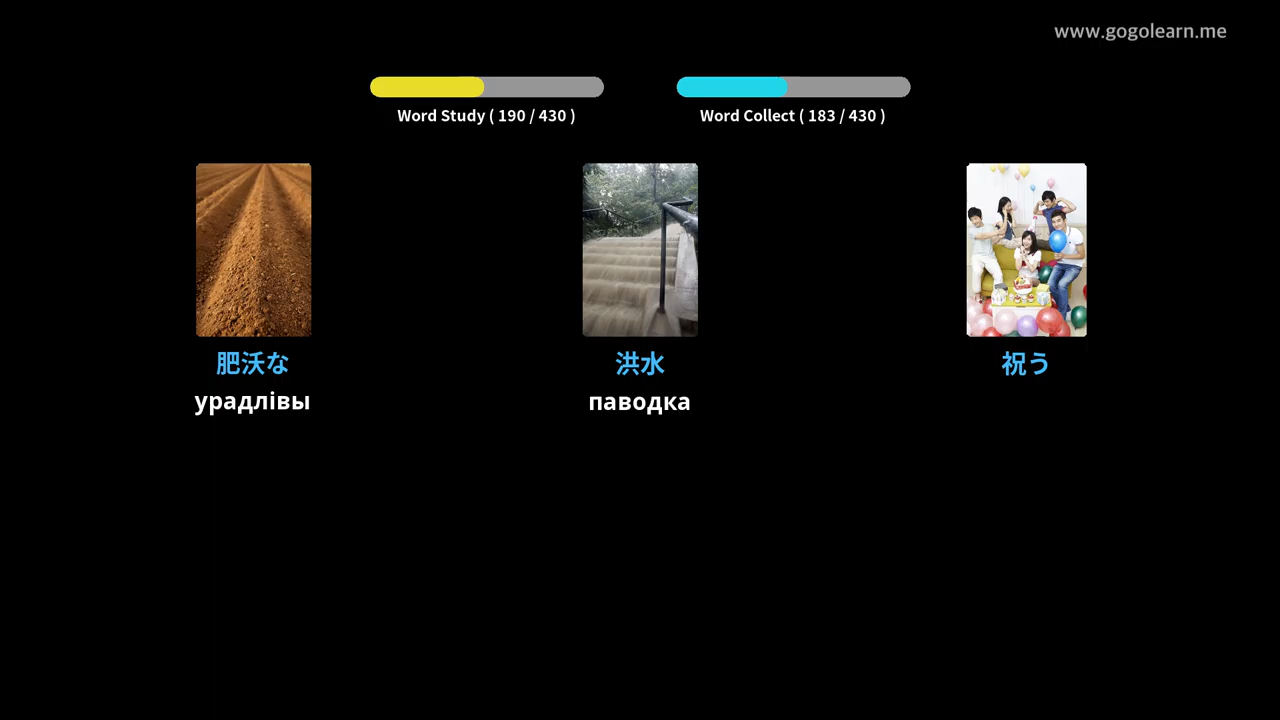 www.gogolearn.me
Word Study ( 190 / 430 )
Word Collect ( 183 / 430 )
肥沃な
урадлівы
洪水
паводка
祝う